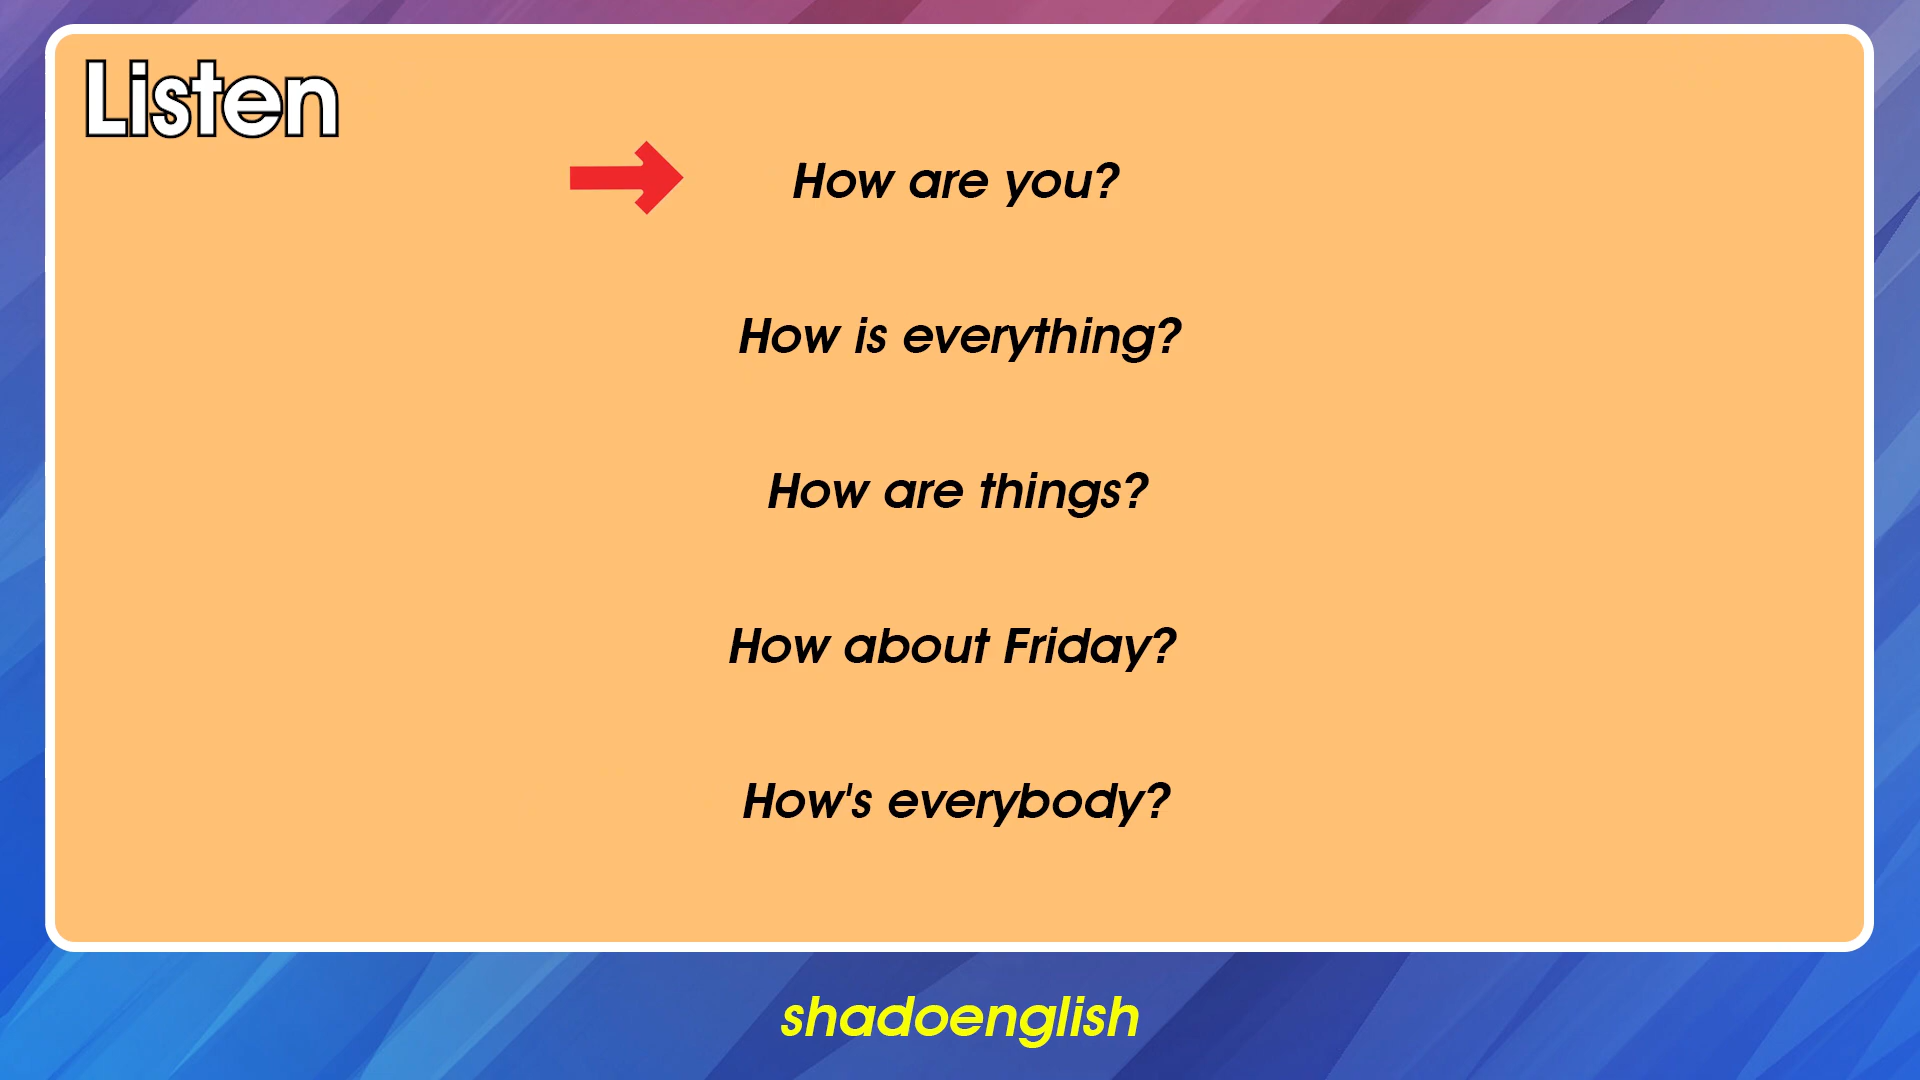 Listen
How are you?
How is everything?
How are things?
How about Friday?
How's everybody?
shadoenglish